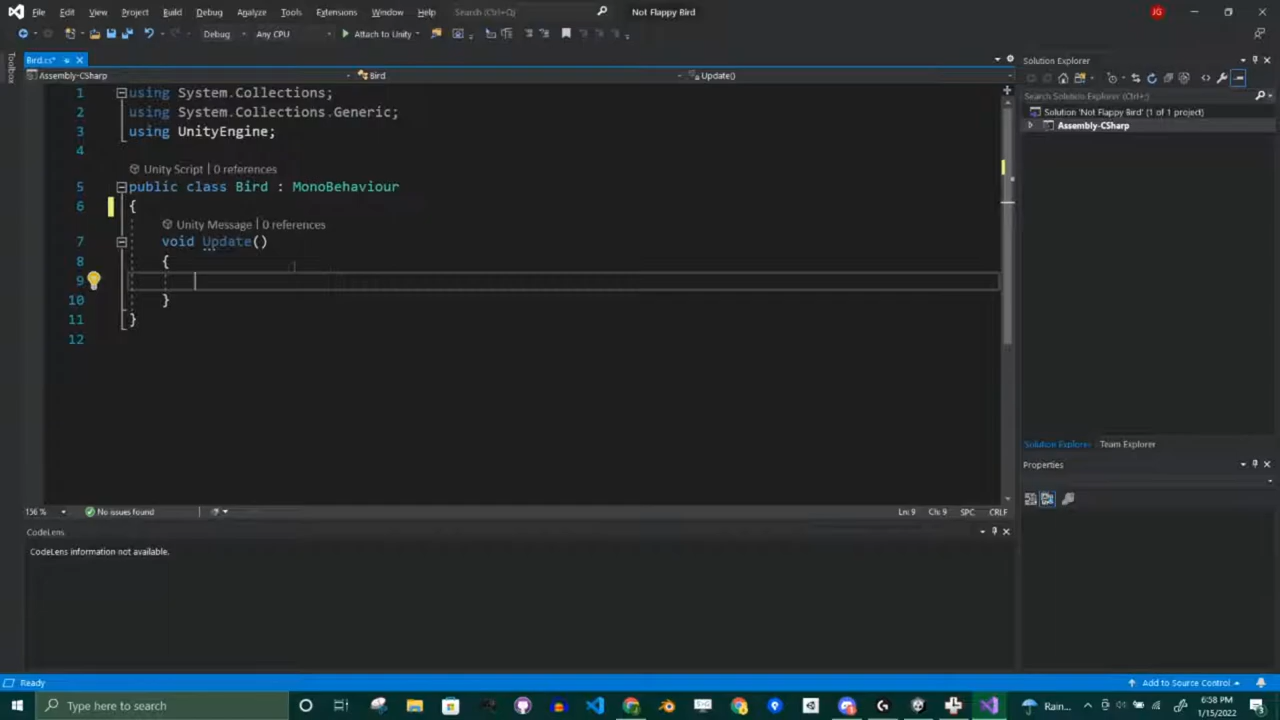 File Edit View Project Build Debug Analyze Tools Extensions Window Help Search (Ctrl+Q) Not Flappy Bird JG
Debug Any CPU Attach to Unity
Toolbox
Bird.cs*
Assembly-CSharp Bird Update()
1 using System.Collections;
2 using System.Collections.Generic;
3 using UnityEngine;
4
Unity Script | 0 references
5 public class Bird : MonoBehaviour
6 {
Unity Message | 0 references
7 void Update()
8 {
9
10 }
11 }
12
156 % No issues found Ln: 9 Ch: 9 SPC CRLF
CodeLens
CodeLens information not available.
Solution Explorer
Search Solution Explorer (Ctrl+;)
Solution 'Not Flappy Bird' (1 of 1 project)
Assembly-CSharp
Solution Explorer Team Explorer
Properties
Ready Add to Source Control
Type here to search Rain... 6:58 PM
1/15/2022